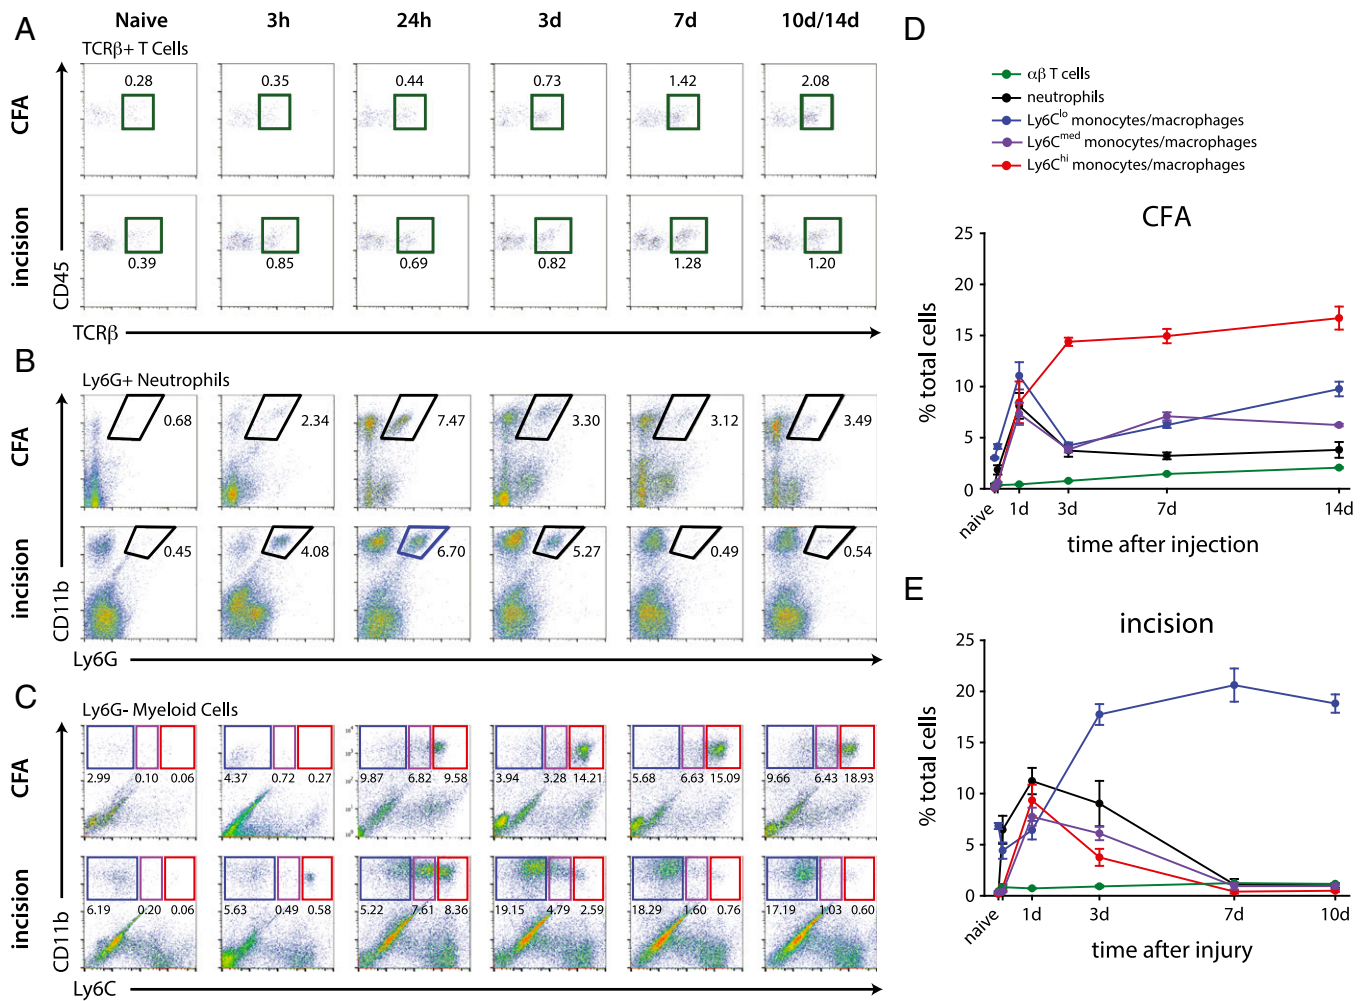 A
Naive 3h 24h 3d 7d 10d/14d
TCRβ+ T Cells
CFA
0.28 0.35 0.44 0.73 1.42 2.08
incision
CD45
0.39 0.85 0.69 0.82 1.28 1.20
TCRβ
B
Ly6G+ Neutrophils
CFA
0.68 2.34 7.47 3.30 3.12 3.49
incision
CD11b
0.45 4.08 6.70 5.27 0.49 0.54
Ly6G
C
Ly6G- Myeloid Cells
CFA
2.99 0.10 0.06 4.37 0.72 0.27 9.87 6.82 9.58 3.94 3.28 14.21 5.68 6.63 15.09 9.66 6.43 18.93
incision
CD11b
6.19 0.20 0.06 5.63 0.49 0.58 5.22 7.61 8.36 19.15 4.79 2.59 18.29 1.60 0.76 17.19 1.03 0.60
Ly6C
D
αβ T cells
neutrophils
Ly6Clo monocytes/macrophages
Ly6Cmed monocytes/macrophages
Ly6Chi monocytes/macrophages
CFA
% total cells
25
20
15
10
5
0
naive 1d 3d 7d 14d
time after injection
E
incision
% total cells
25
20
15
10
5
0
naive 1d 3d 7d 10d
time after injury